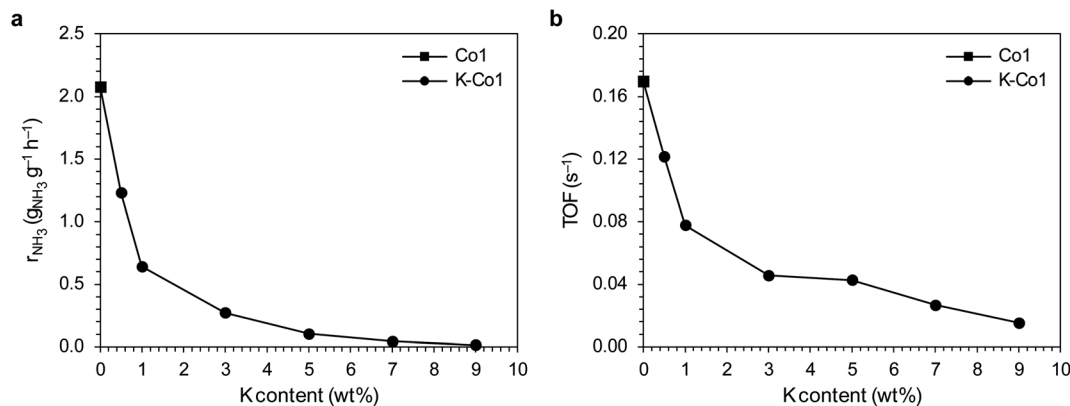 a
2.5
2.0
1.5
1.0
0.5
0.0
r_NH₃ (g_NH₃ g⁻¹ h⁻¹)
Co1
K-Co1
0 1 2 3 4 5 6 7 8 9 10
K content (wt%)
b
0.20
0.16
0.12
0.08
0.04
0.00
TOF (s⁻¹)
Co1
K-Co1
0 1 2 3 4 5 6 7 8 9 10
K content (wt%)